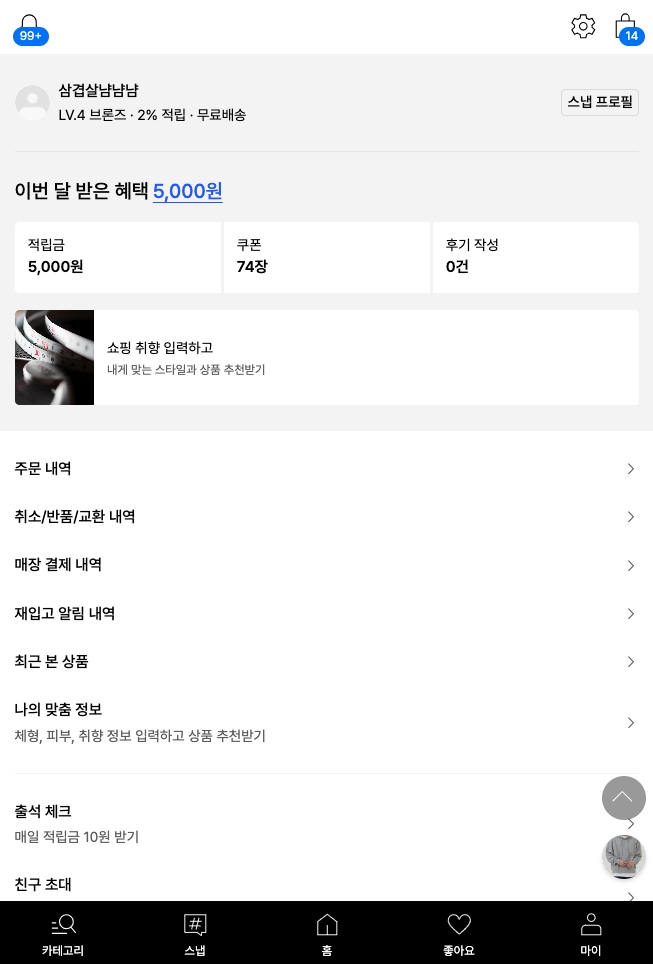 99+
14
삼겹살냠냠냠
LV.4 브론즈 · 2% 적립 · 무료배송
스냅 프로필
이번 달 받은 혜택 5,000원
적립금
5,000원
쿠폰
74장
후기 작성
0건
쇼핑 취향 입력하고
내게 맞는 스타일과 상품 추천받기
주문 내역
취소/반품/교환 내역
매장 결제 내역
재입고 알림 내역
최근 본 상품
나의 맞춤 정보
체형, 피부, 취향 정보 입력하고 상품 추천받기
출석 체크
매일 적립금 10원 받기
친구 초대
카테고리
스냅
홈
좋아요
마이